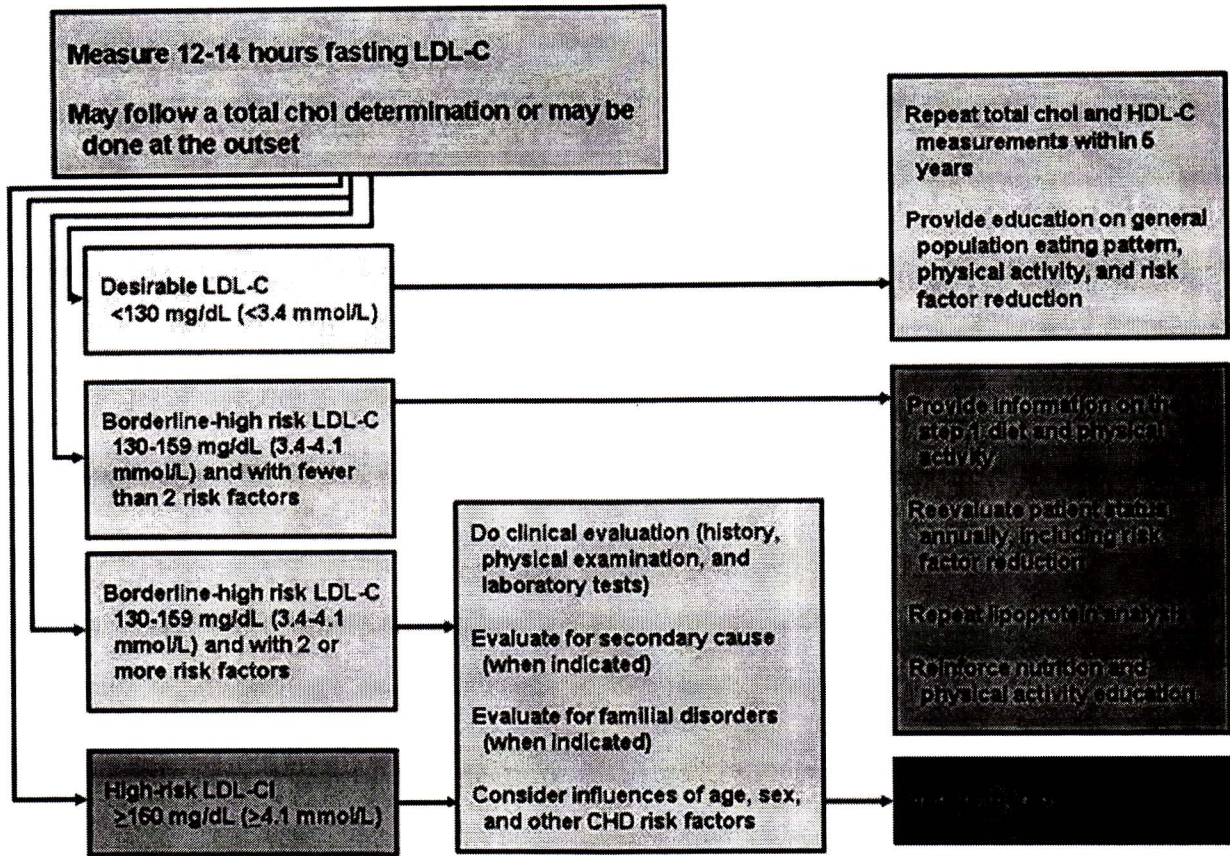 Measure 12-14 hours fasting LDL-C
May follow a total chol determination or may be
done at the outset
Repeat total chol and HDL-C
measurements within 5
years
Provide education on general
population eating pattern,
physical activity, and risk
factor reduction
Desirable LDL-C
<130 mg/dL (<3.4 mmol/L)
Borderline-high risk LDL-C
130-159 mg/dL (3.4-4.1
mmol/L) and with fewer
than 2 risk factors
Provide information on the
step 1 diet and physical
activity
Reevaluate patient status
annually, including risk
factor reduction
Repeat lipoprotein analysis
Reinforce nutrition and
physical activity education
Borderline-high risk LDL-C
130-159 mg/dL (3.4-4.1
mmol/L) and with 2 or
more risk factors
Do clinical evaluation (history,
physical examination, and
laboratory tests)
Evaluate for secondary cause
(when indicated)
Evaluate for familial disorders
(when indicated)
Consider influences of age, sex,
and other CHD risk factors
High-risk LDL-Cl
≥160 mg/dL (≥4.1 mmol/L)